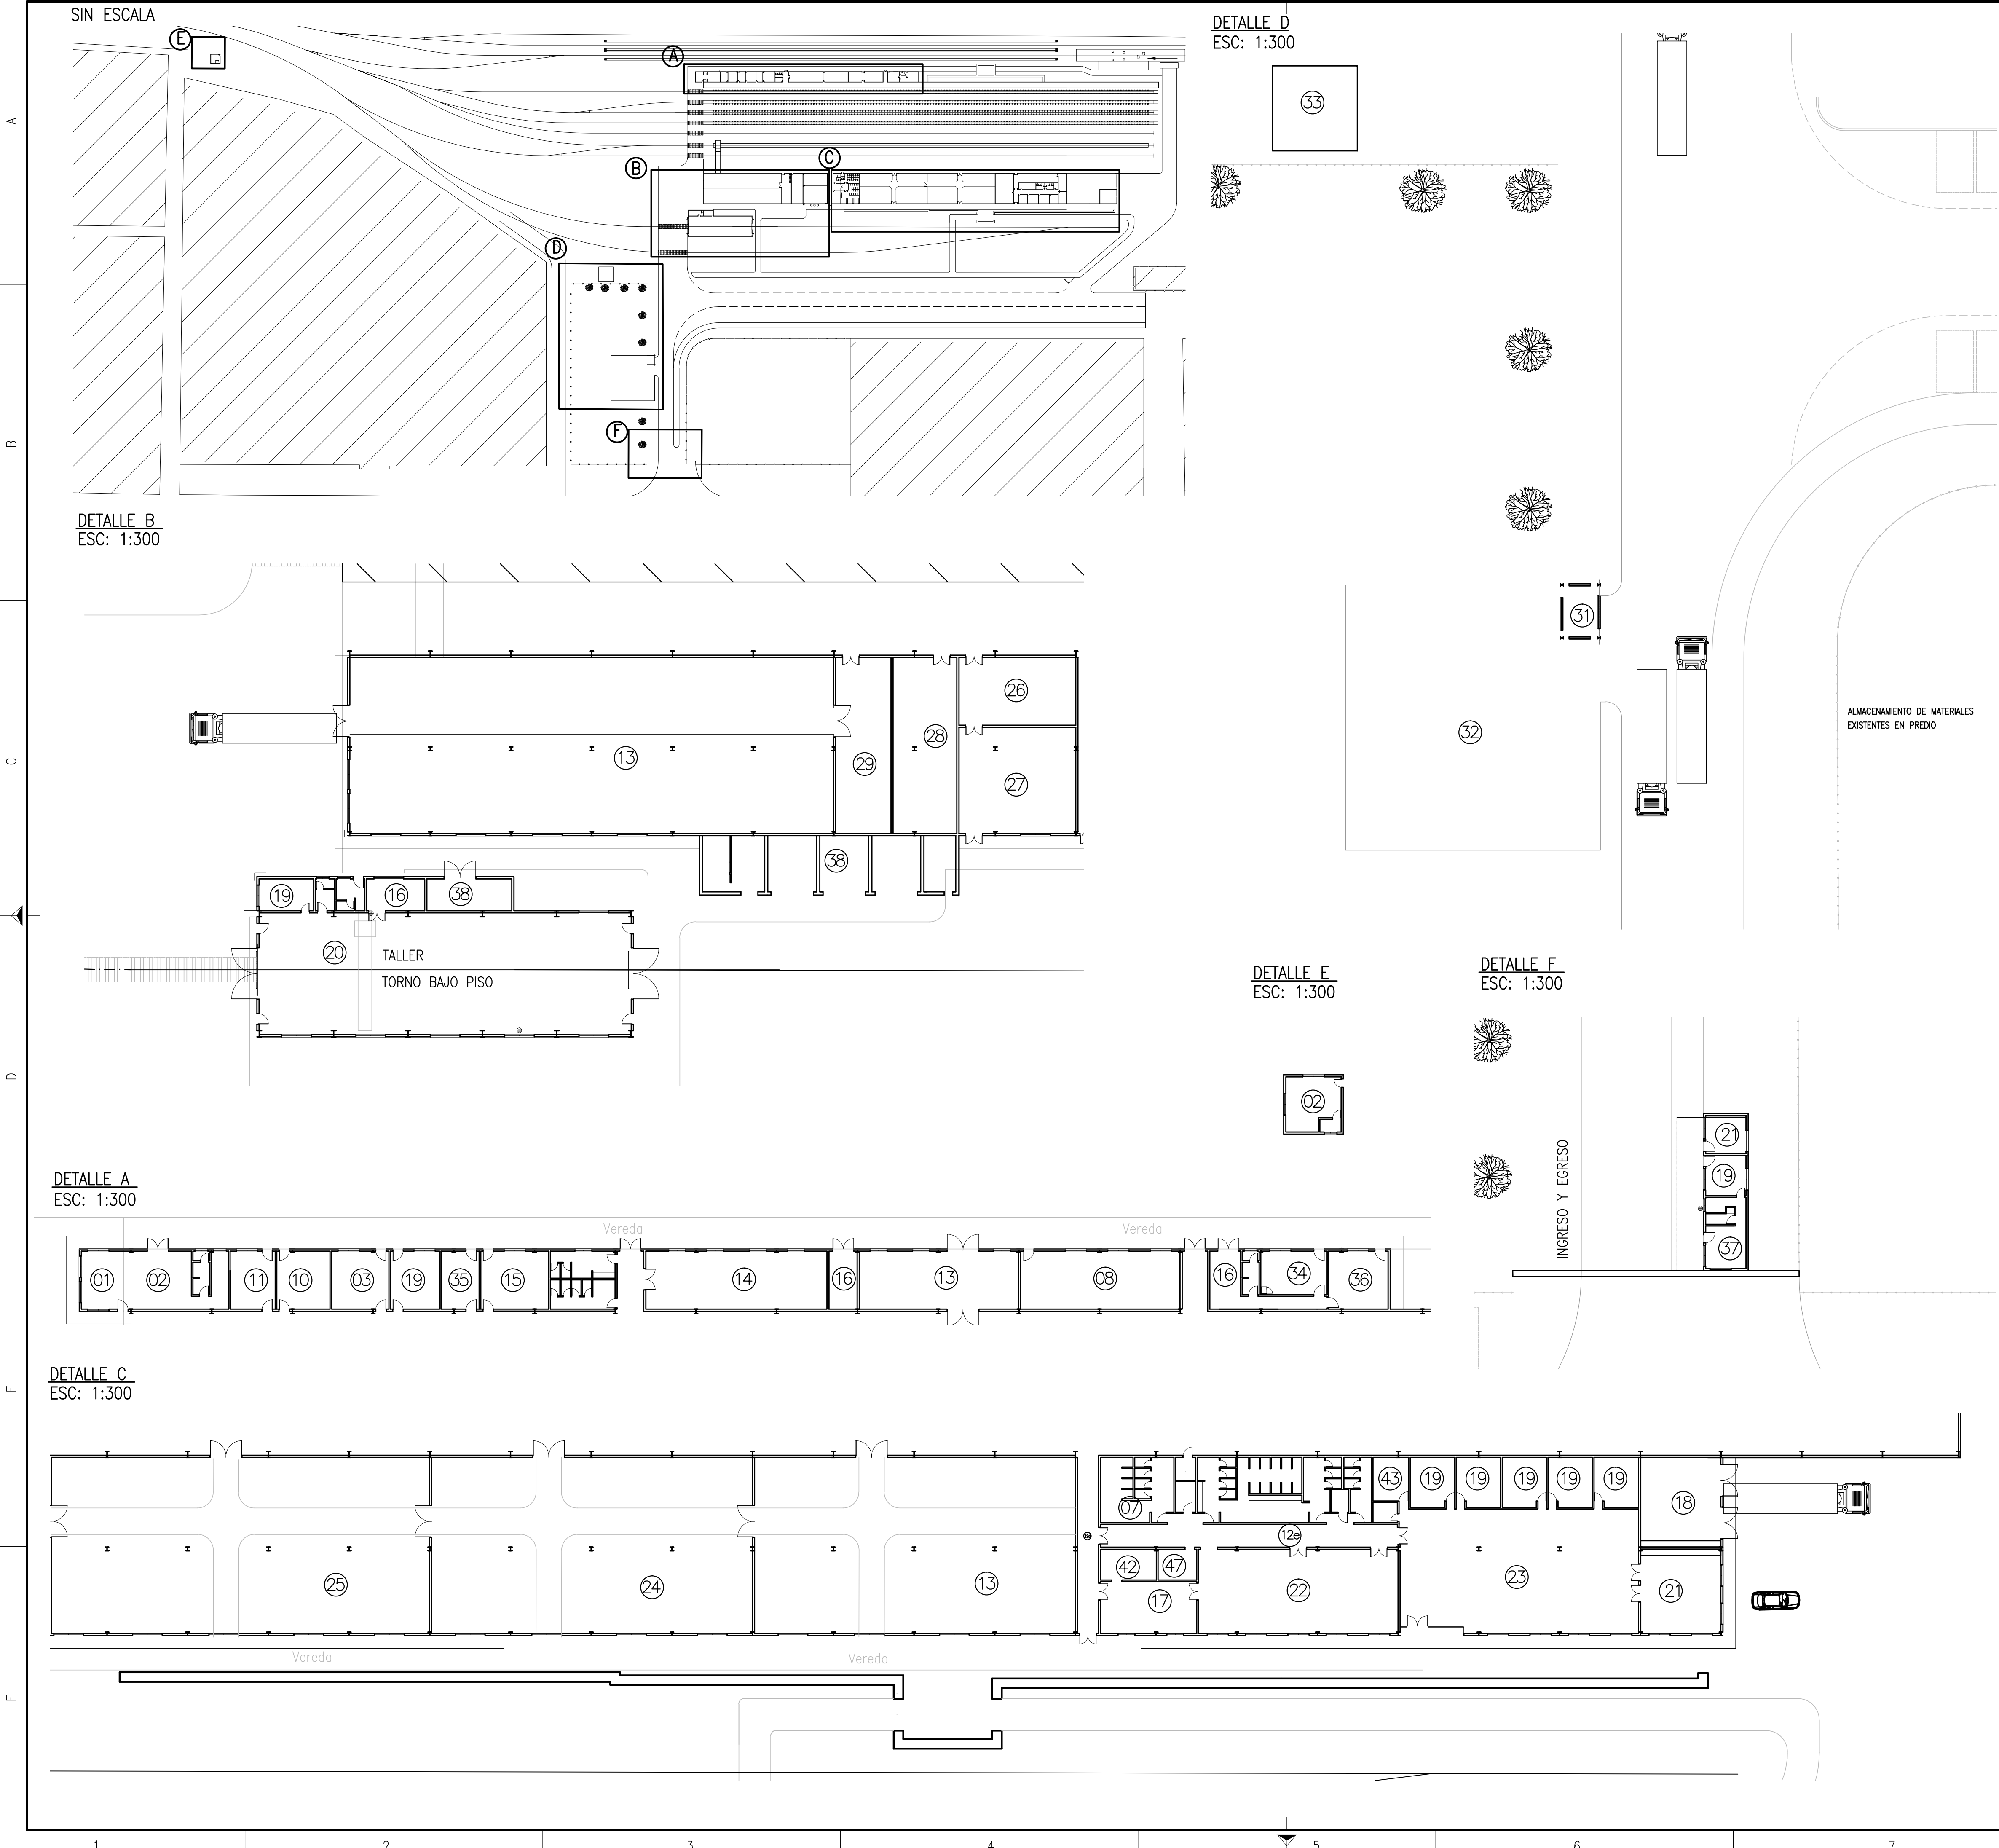 SIN ESCALA
E
A
B
C
D
F
DETALLE D
ESC: 1:300
33
31
32
ALMACENAMIENTO DE MATERIALES
EXISTENTES EN PREDIO
DETALLE B
ESC: 1:300
26
28
13
29
27
38
19
16
38
20
TALLER
TORNO BAJO PISO
DETALLE E
ESC: 1:300
02
DETALLE F
ESC: 1:300
INGRESO Y EGRESO
21
19
37
DETALLE A
ESC: 1:300
Vereda
Vereda
01
02
11
10
03
19
35
15
14
16
13
08
16
34
36
DETALLE C
ESC: 1:300
43
19
19
19
19
19
07
18
12e
42
47
25
24
13
17
22
23
21
Vereda
Vereda
A
B
C
D
E
F
1
2
3
4
5
6
7